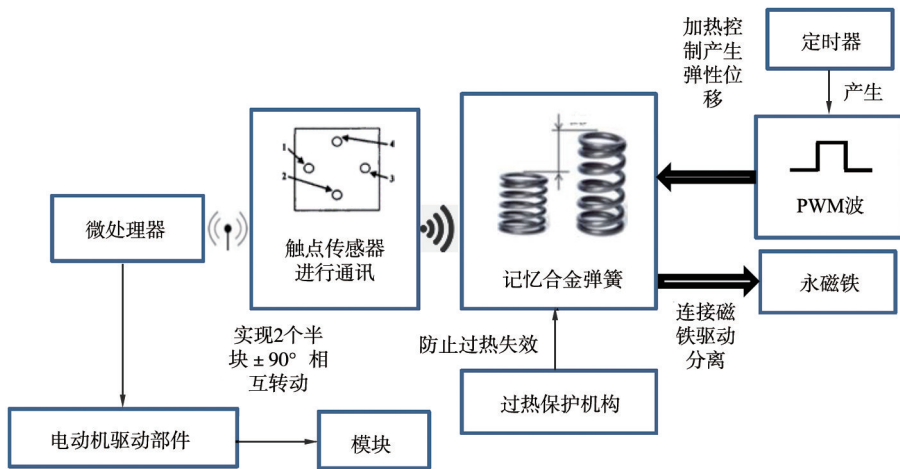 加热控
制产生
弹性位
移
定时器
产生
PWM波
1
2
3
4
触点传感器
进行通讯
微处理器
记忆合金弹簧
永磁铁
连接磁
铁驱动
分离
实现2个半
块±90° 相
互转动
防止过热失效
过热保护机构
电动机驱动部件
模块